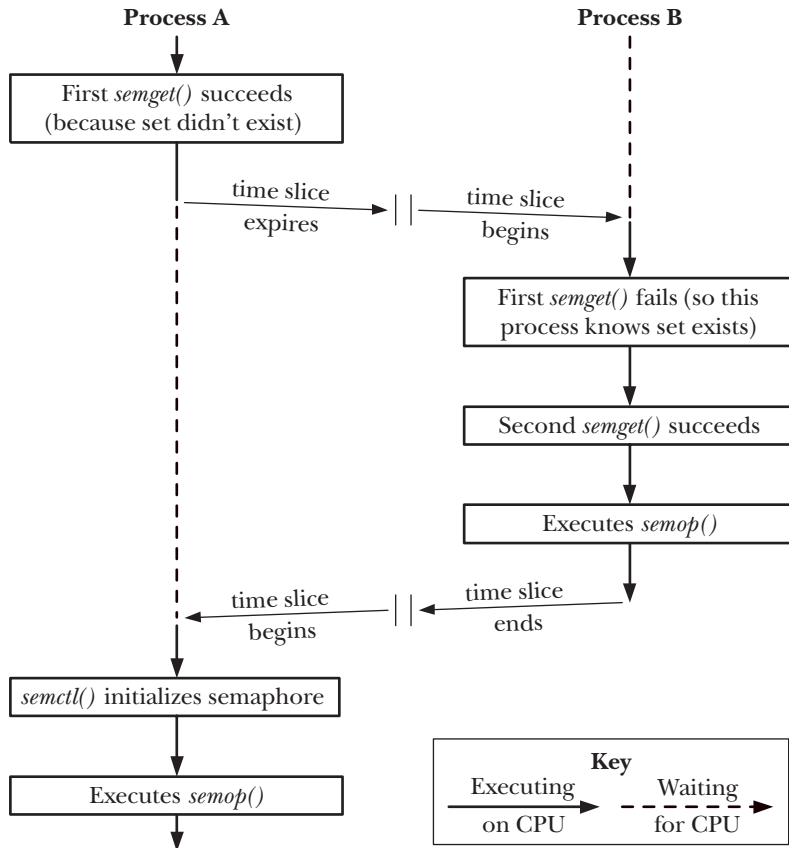 Process A
Process B
First semget() succeeds
(because set didn't exist)
time slice
expires
time slice
begins
First semget() fails (so this
process knows set exists)
Second semget() succeeds
Executes semop()
time slice
begins
time slice
ends
semctl() initializes semaphore
Executes semop()
Key
Executing
on CPU
Waiting
for CPU